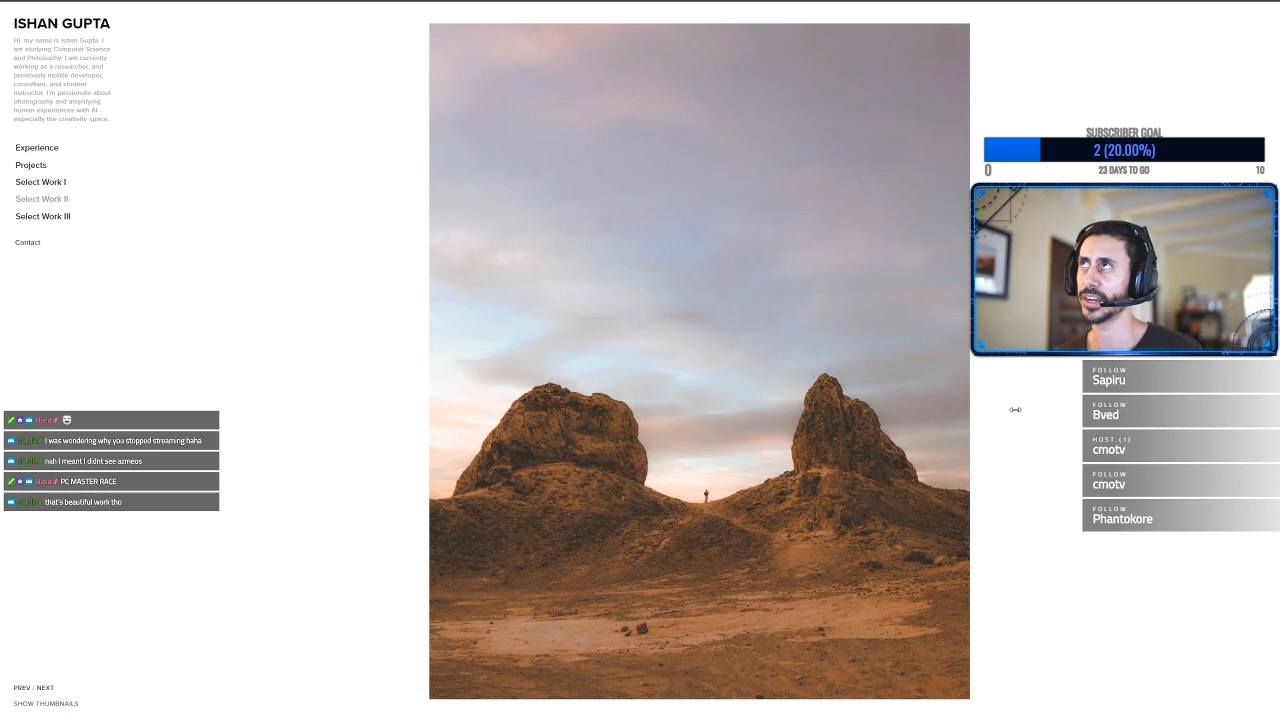 ISHAN GUPTA
Hi, my name is Ishan Gupta. I
am studying Computer Science
and Philosophy. I am currently
working as a researcher, and
previously mobile developer,
consultant, and student
instructor. I'm passionate about
photography and amplifying
human experiences with AI -
especially the creativity space.
Experience
Projects
Select Work I
Select Work II
Select Work III
Contact
Bved //
I was wondering why you stopped streaming haha
nah I meant I didnt see azmeos
Bved // PC MASTER RACE
that's beautiful work tho
PREV / NEXT
SHOW THUMBNAILS
SUBSCRIBER GOAL
2 (20.00%)
0 23 DAYS TO GO 10
FOLLOW
Sapiru
FOLLOW
Bved
HOST (1)
cmotv
FOLLOW
cmotv
FOLLOW
Phantokore